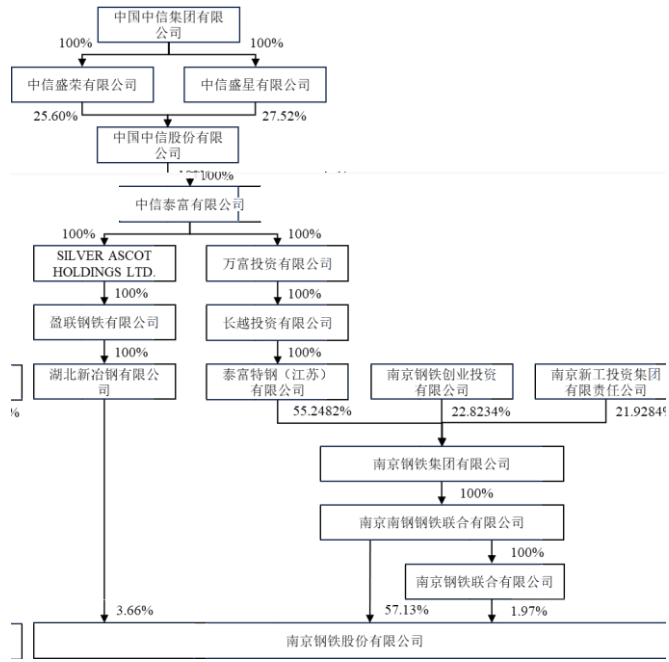 中国中信集团有限
公司
100%
100%
中信盛荣有限公司
中信盛星有限公司
25.60%
27.52%
中国中信股份有限
公司
100%
中信泰富有限公司
100%
100%
SILVER ASCOT
HOLDINGS LTD.
万富投资有限公司
100%
100%
盈联钢铁有限公司
长越投资有限公司
100%
100%
湖北新冶钢有限公
司
泰富特钢（江苏）
有限公司
南京钢铁创业投资
有限公司
南京新工投资集团
有限责任公司
55.2482%
22.8234%
21.9284%
南京钢铁集团有限公司
100%
南京南钢钢铁联合有限公司
100%
南京钢铁联合有限公司
3.66%
57.13%
1.97%
南京钢铁股份有限公司